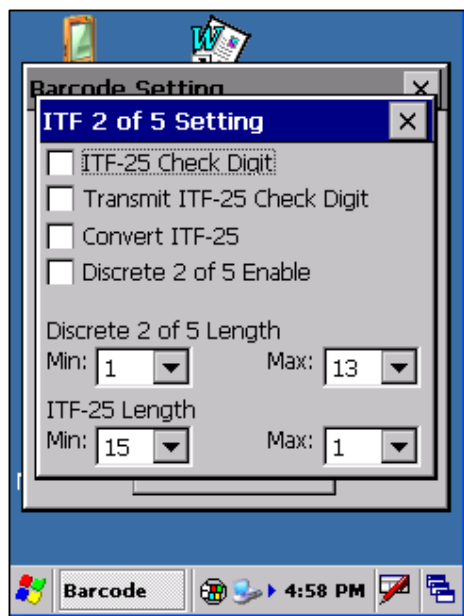 W
Barcode Setting
ITF 2 of 5 Setting
ITF-25 Check Digit
Transmit ITF-25 Check Digit
Convert ITF-25
Discrete 2 of 5 Enable
Discrete 2 of 5 Length
Min: 1 Max: 13
ITF-25 Length
Min: 15 Max: 1
Barcode 4:58 PM